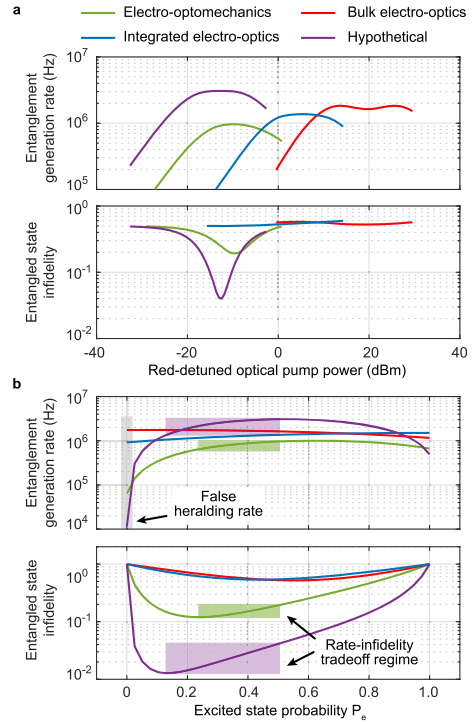 a
Electro-optomechanics
Bulk electro-optics
Integrated electro-optics
Hypothetical
Entanglement
generation rate (Hz)
10^7
10^6
10^5
Entangled state
infidelity
10^0
10^-1
10^-2
-40 -20 0 20 40
Red-detuned optical pump power (dBm)
b
Entanglement
generation rate (Hz)
10^7
10^6
10^5
10^4
False
heralding rate
Entangled state
infidelity
10^0
10^-1
10^-2
Rate-infidelity
tradeoff regime
0 0.2 0.4 0.6 0.8 1.0
Excited state probability P_e